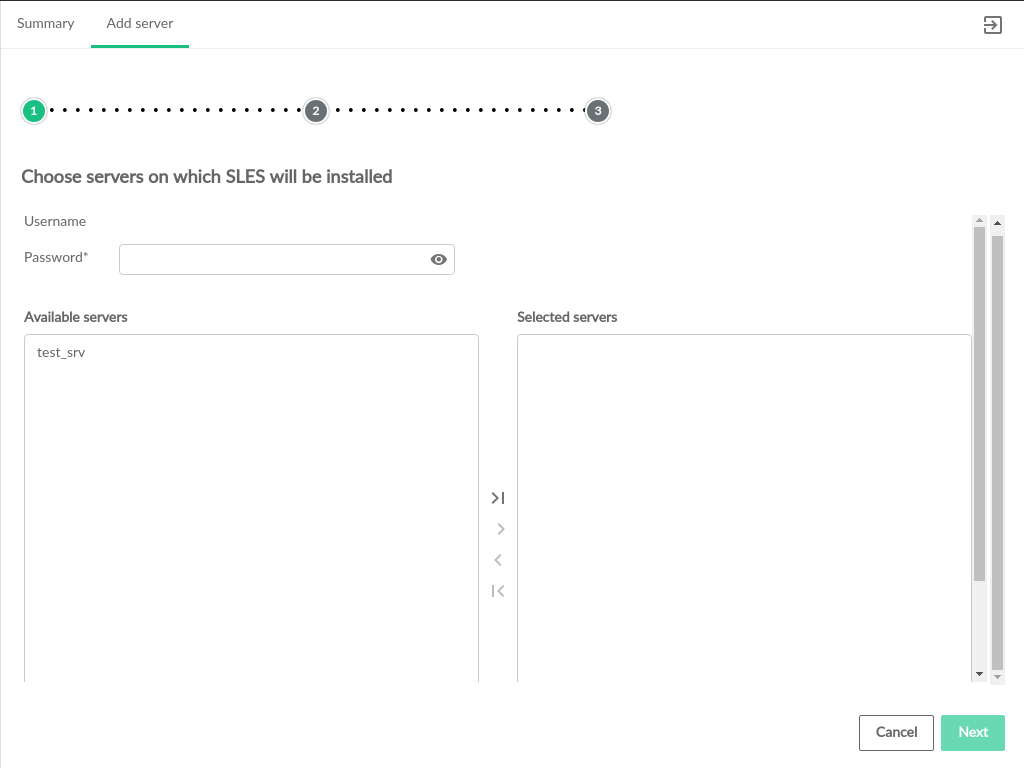 Summary
Add server
1
2
3
Choose servers on which SLES will be installed
Username
Password*
Available servers
Selected servers
test_srv
Cancel
Next